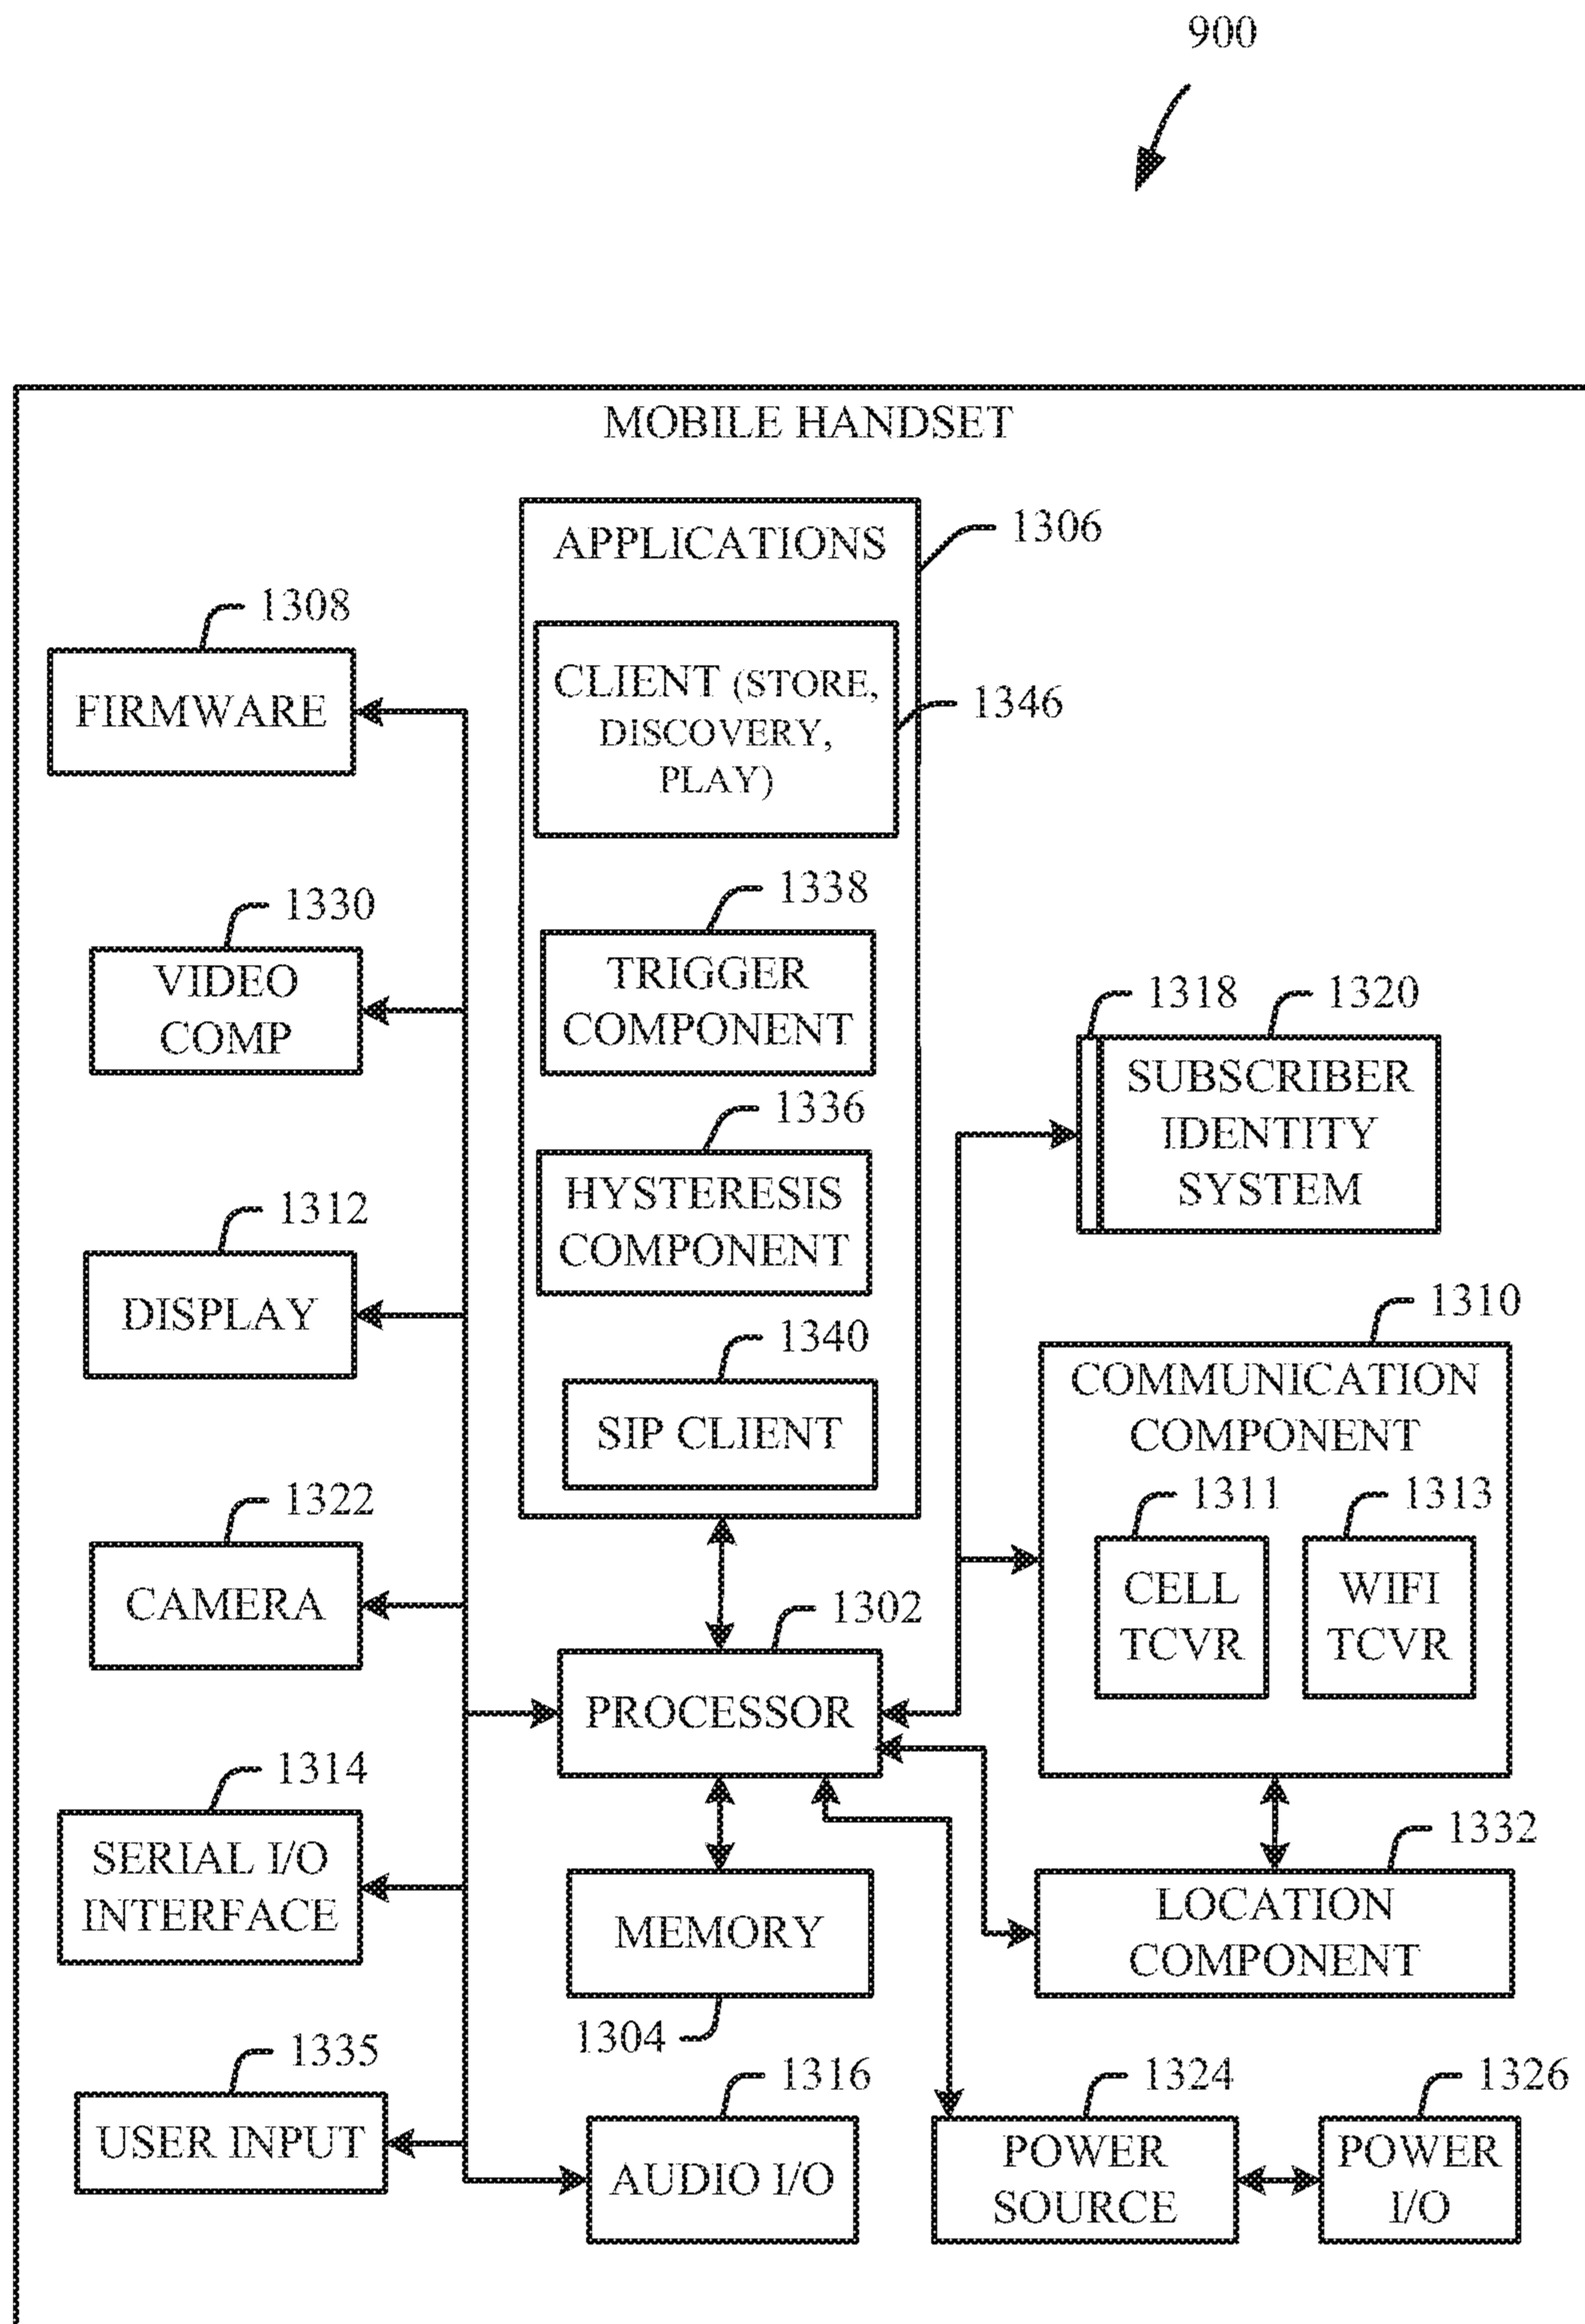 900
MOBILE HANDSET
APPLICATIONS
1306
CLIENT (STORE,
DISCOVERY,
PLAY)
1346
1308
FIRMWARE
1338
TRIGGER
COMPONENT
1330
VIDEO
COMP
1318
1320
SUBSCRIBER
IDENTITY
SYSTEM
1336
HYSTERESIS
COMPONENT
1312
DISPLAY
1310
COMMUNICATION
COMPONENT
1340
SIP CLIENT
1311
CELL
TCVR
1313
WIFI
TCVR
1322
CAMERA
1302
PROCESSOR
1314
SERIAL I/O
INTERFACE
MEMORY
1304
1332
LOCATION
COMPONENT
1335
USER INPUT
1316
AUDIO I/O
1324
POWER
SOURCE
1326
POWER
I/O